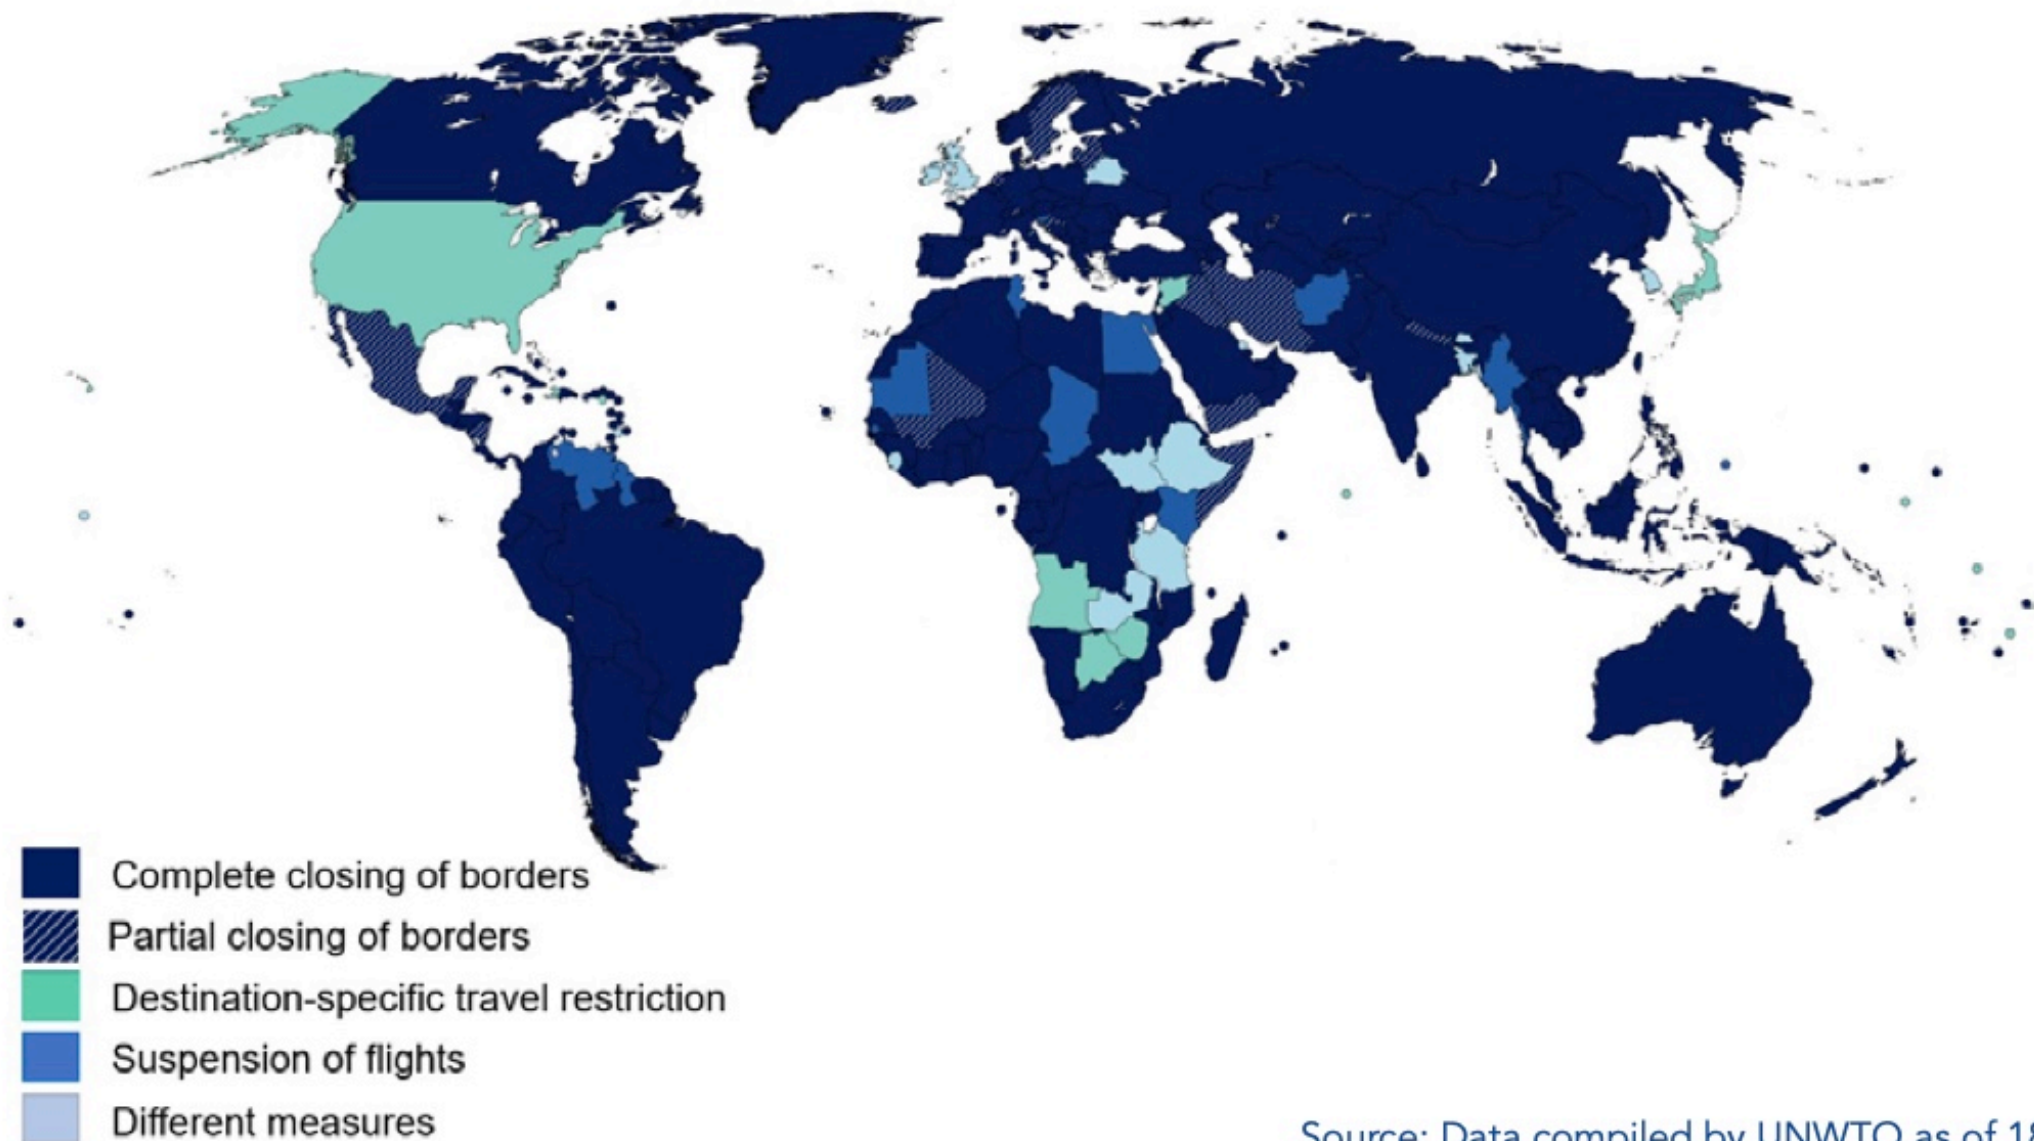 Complete closing of borders
Partial closing of borders
Destination-specific travel restriction
Suspension of flights
Different measures
Source: Data compiled by UNWTO as of 18